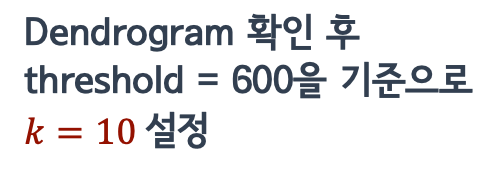 Dendrogram 확인 후
threshold = 600을 기준으로
k = 10 설정